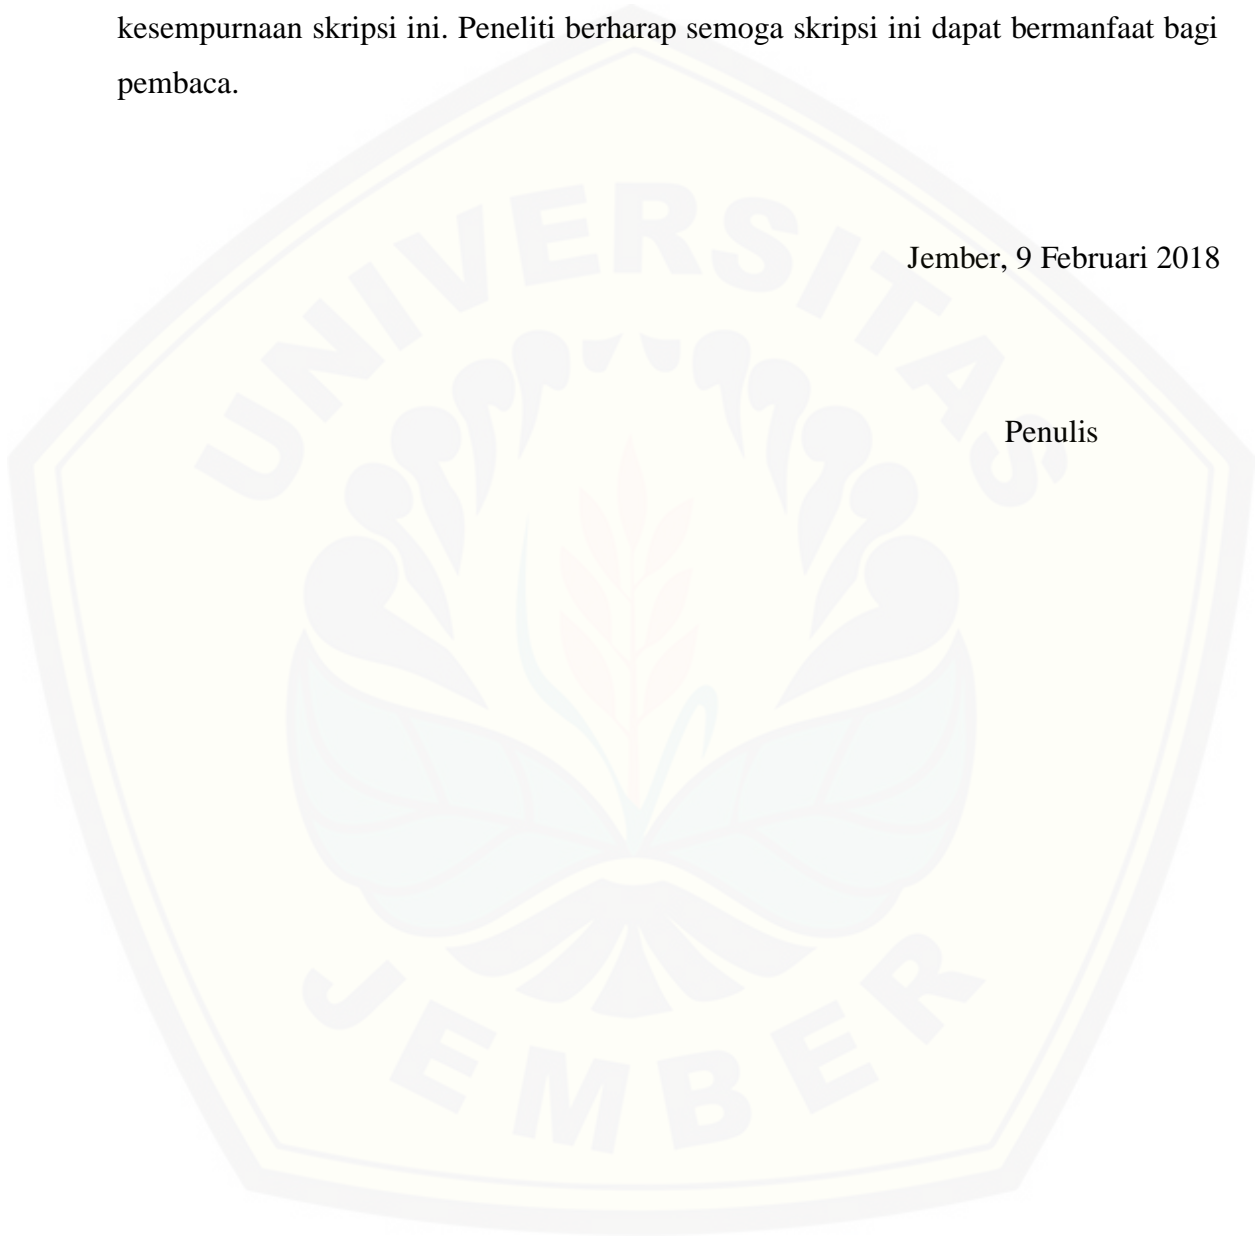 kesempurnaan skripsi ini. Peneliti berharap semoga skripsi ini dapat bermanfaat bagi
pembaca.
Jember, 9 Februari 2018
Penulis
UNIVERSITAS
JEMBER